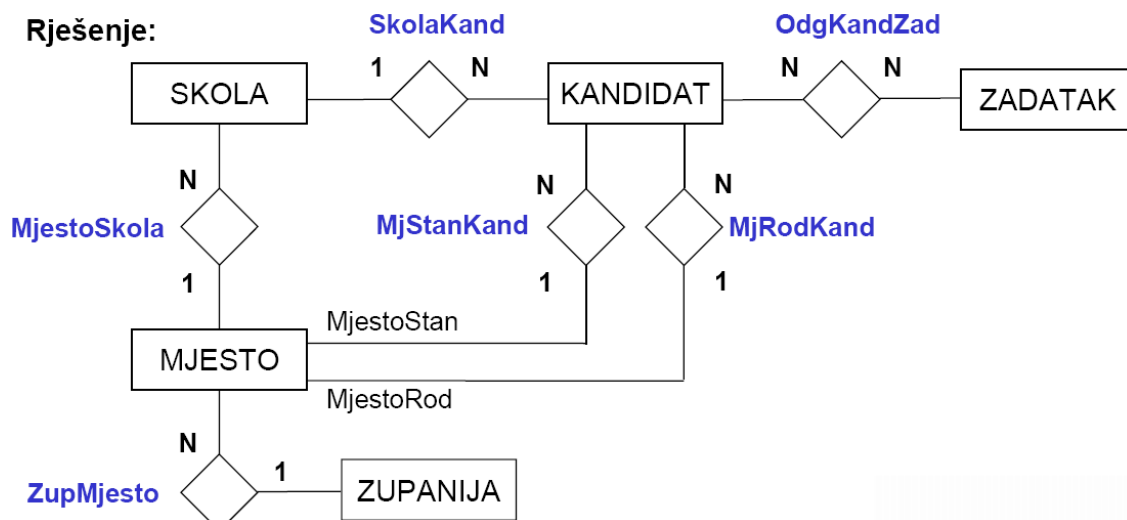 Rješenje:
SkolaKand
OdgKandZad
1
N
N
N
SKOLA
KANDIDAT
ZADATAK
N
N
N
MjestoSkola
MjStanKand
MjRodKand
1
1
1
MjestoStan
MJESTO
MjestoRod
N
1
ZupMjesto
ZUPANIJA